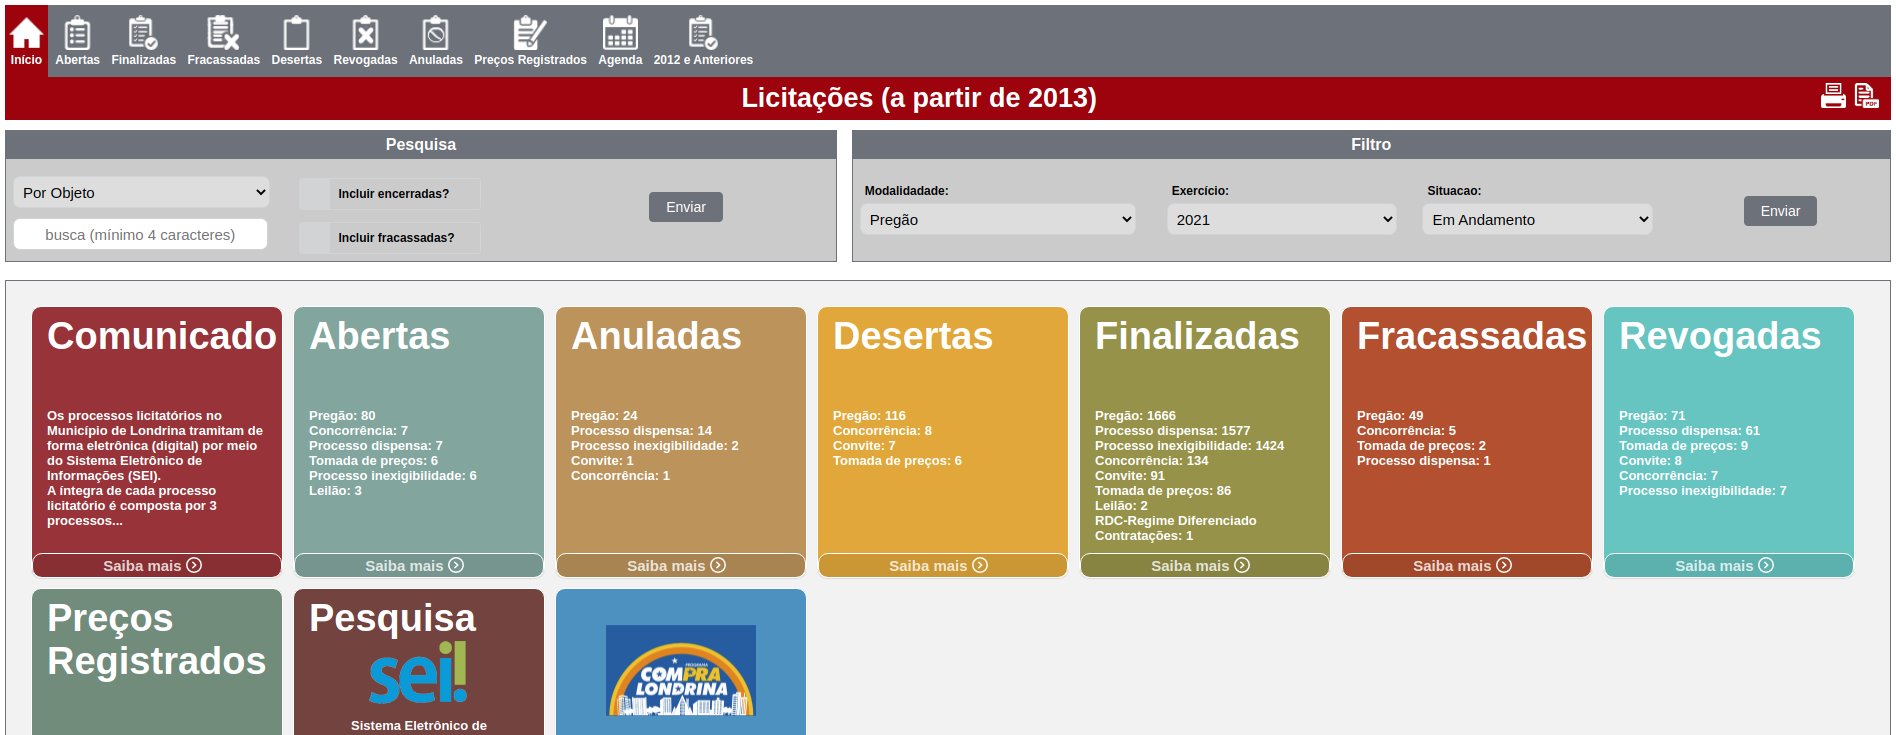 Início
Abertas
Finalizadas
Fracassadas
Desertas
Revogadas
Anuladas
Preços Registrados
Agenda
2012 e Anteriores
Licitações (a partir de 2013)
PDF
Pesquisa
Por Objeto
busca (mínimo 4 caracteres)
Incluir encerradas?
Incluir fracassadas?
Enviar
Filtro
Modalidadade:
Pregão
Exercício:
2021
Situacao:
Em Andamento
Enviar
Comunicado
Os processos licitatórios no
Município de Londrina tramitam de
forma eletrônica (digital) por meio
do Sistema Eletrônico de
Informações (SEI).
A íntegra de cada processo
licitatório é composta por 3
processos...
Saiba mais
Abertas
Pregão: 80
Concorrência: 7
Processo dispensa: 7
Tomada de preços: 6
Processo inexigibilidade: 6
Leilão: 3
Saiba mais
Anuladas
Pregão: 24
Processo dispensa: 14
Processo inexigibilidade: 2
Convite: 1
Concorrência: 1
Saiba mais
Desertas
Pregão: 116
Concorrência: 8
Convite: 7
Tomada de preços: 6
Saiba mais
Finalizadas
Pregão: 1666
Processo dispensa: 1577
Processo inexigibilidade: 1424
Concorrência: 134
Convite: 91
Tomada de preços: 86
Leilão: 2
RDC-Regime Diferenciado
Contratações: 1
Saiba mais
Fracassadas
Pregão: 49
Concorrência: 5
Tomada de preços: 2
Processo dispensa: 1
Saiba mais
Revogadas
Pregão: 71
Processo dispensa: 61
Tomada de preços: 9
Convite: 8
Concorrência: 7
Processo inexigibilidade: 7
Saiba mais
Preços
Registrados
Pesquisa
sei!
Sistema Eletrônico de
PROGRAMA
COMPRA
LONDRINA